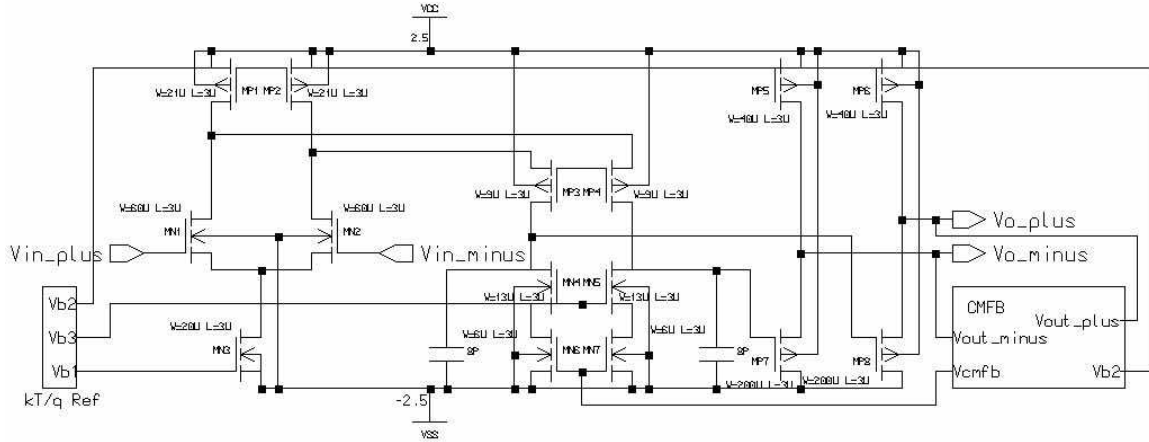 VCC
2.5
W=21U L=3U
MP1
MP2
W=21U L=3U
MP5
W=40U L=3U
MP6
W=40U L=3U
W=9U L=3U
MP3
MP4
W=9U L=3U
W=60U L=3U
W=60U L=3U
Vin_plus
MN1
MN2
Vin_minus
Vo_plus
Vo_minus
MN4
MN5
W=13U L=3U
W=13U L=3U
Vb2
Vb3
Vb1
kT/q Ref
W=20U L=3U
MN3
8P
W=6U L=3U
MN6
MN7
W=6U L=3U
8P
MP7
W=200U L=3U
MP8
W=200U L=3U
CMFB
Vout_plus
Vout_minus
Vcmfb
Vb2
-2.5
VSS